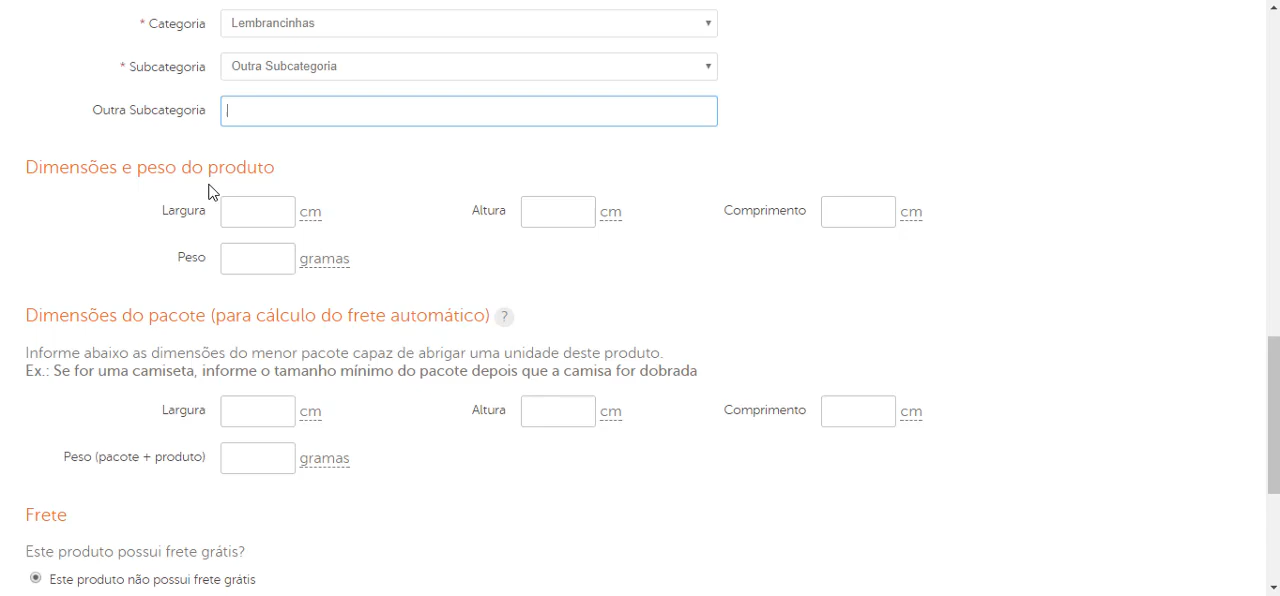 * Categoria Lembrancinhas
* Subcategoria Outra Subcategoria
Outra Subcategoria
Dimensões e peso do produto
Largura cm Altura cm Comprimento cm
Peso gramas
Dimensões do pacote (para cálculo do frete automático) ?
Informe abaixo as dimensões do menor pacote capaz de abrigar uma unidade deste produto.
Ex.: Se for uma camiseta, informe o tamanho mínimo do pacote depois que a camisa for dobrada
Largura cm Altura cm Comprimento cm
Peso (pacote + produto) gramas
Frete
Este produto possui frete grátis?
Este produto não possui frete grátis